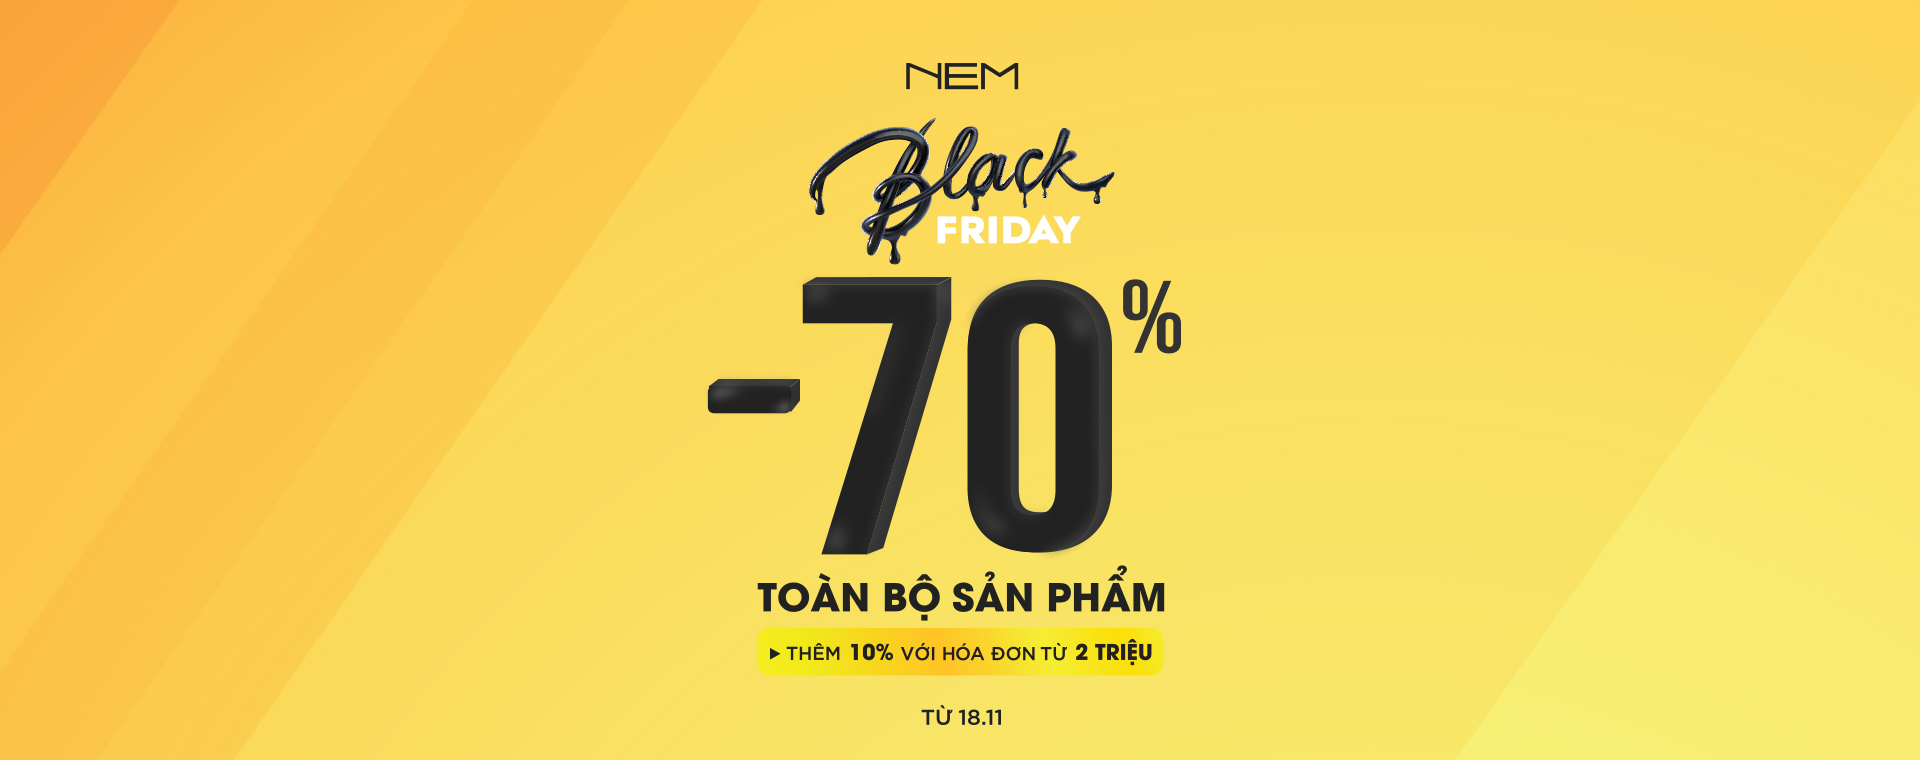 NEM
Black
FRIDAY
-70%
TOÀN BỘ SẢN PHẨM
THÊM 10% VỚI HÓA ĐƠN TỪ 2 TRIỆU
TỪ 18.11